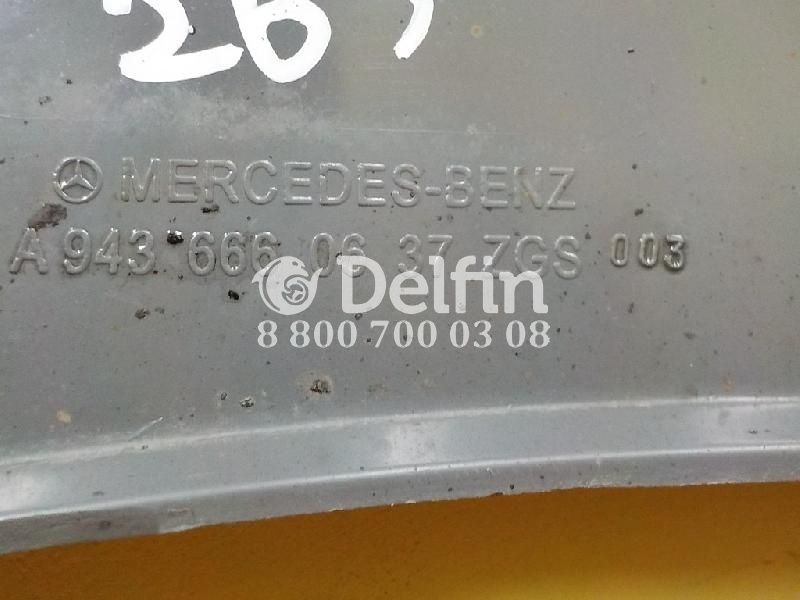 26,
MERCEDES-BENZ
A 943 666 06 37 ZGS 003
Delfin
8 800 700 03 08